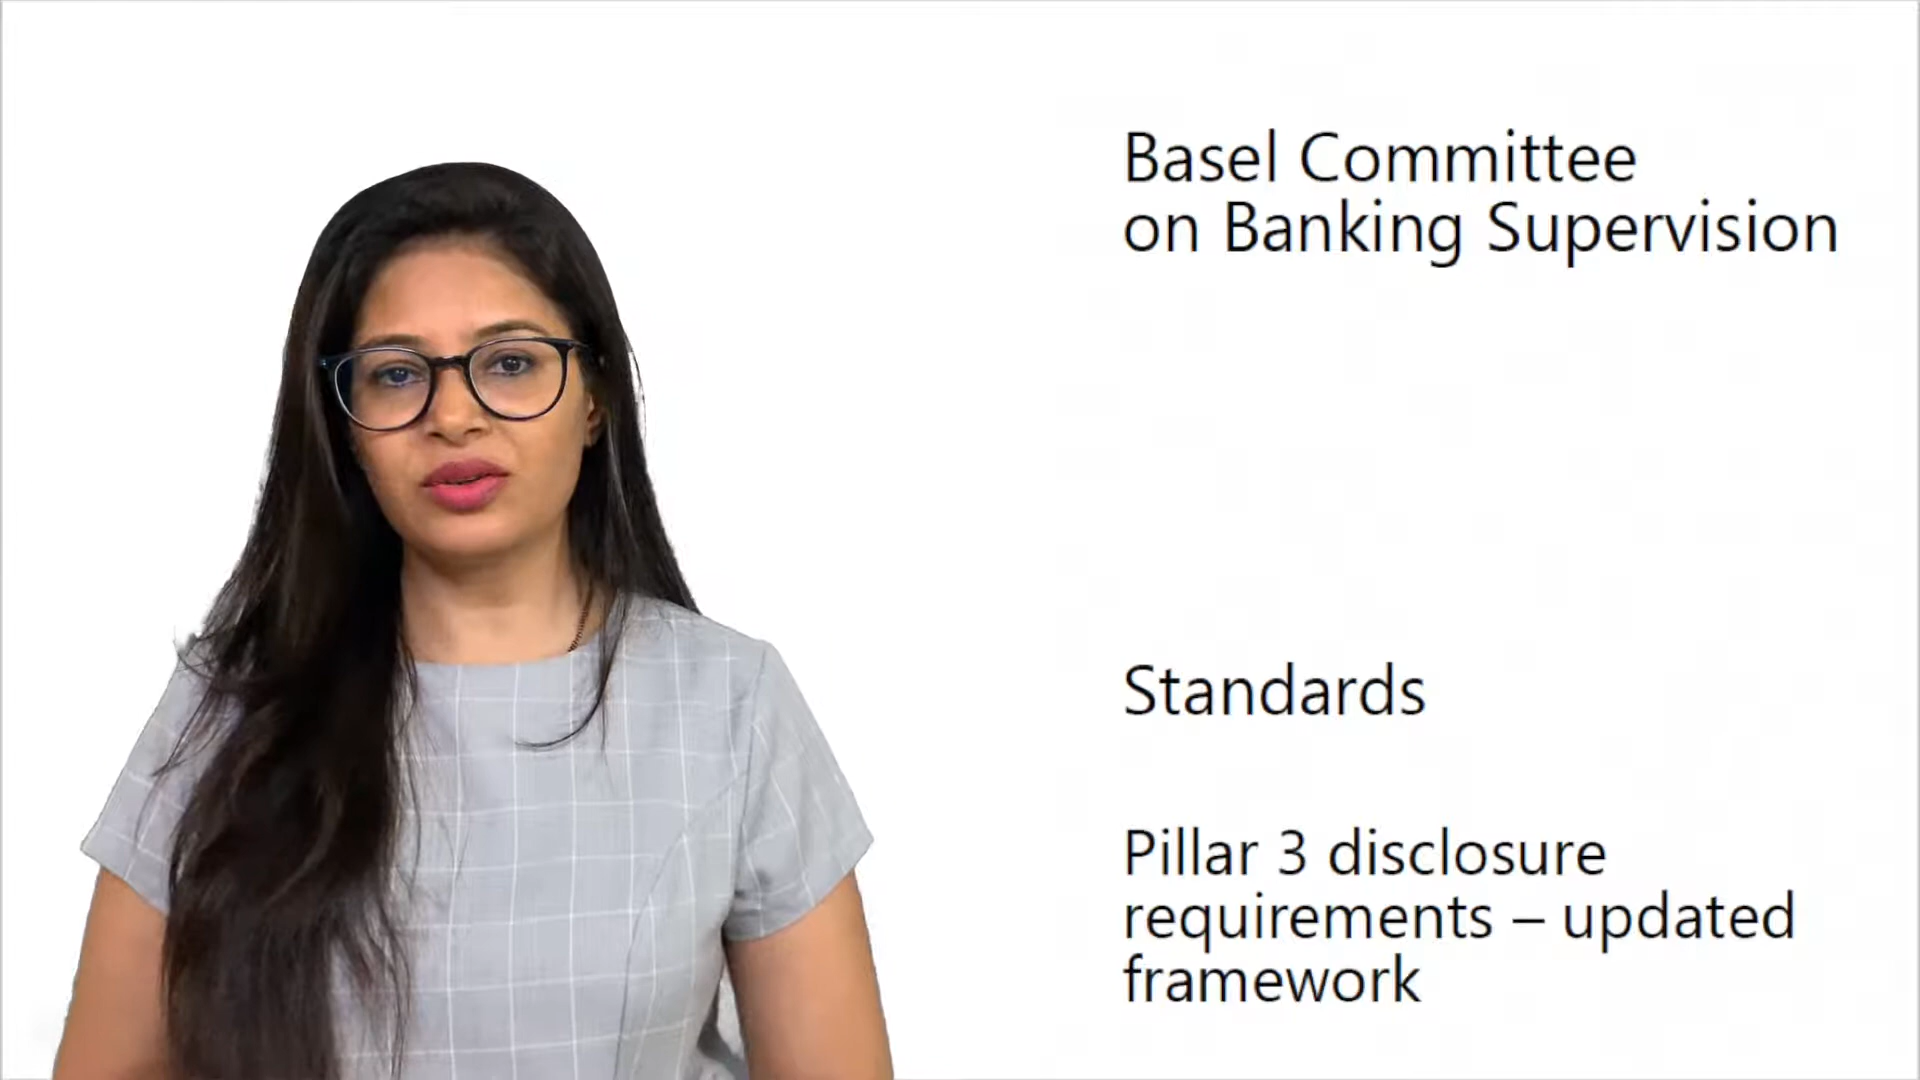 Basel Committee
on Banking Supervision
Standards
Pillar 3 disclosure
requirements – updated
framework